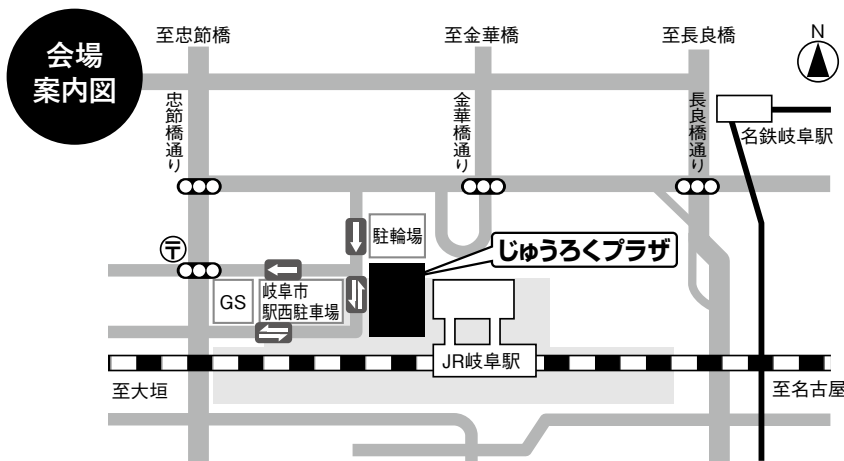 会場
案内図
至忠節橋
至金華橋
至長良橋
N
忠節橋通り
金華橋通り
長良橋通り
名鉄岐阜駅
〒
駐輪場
じゅうろくプラザ
GS
岐阜市
駅西駐車場
JR岐阜駅
至大垣
至名古屋